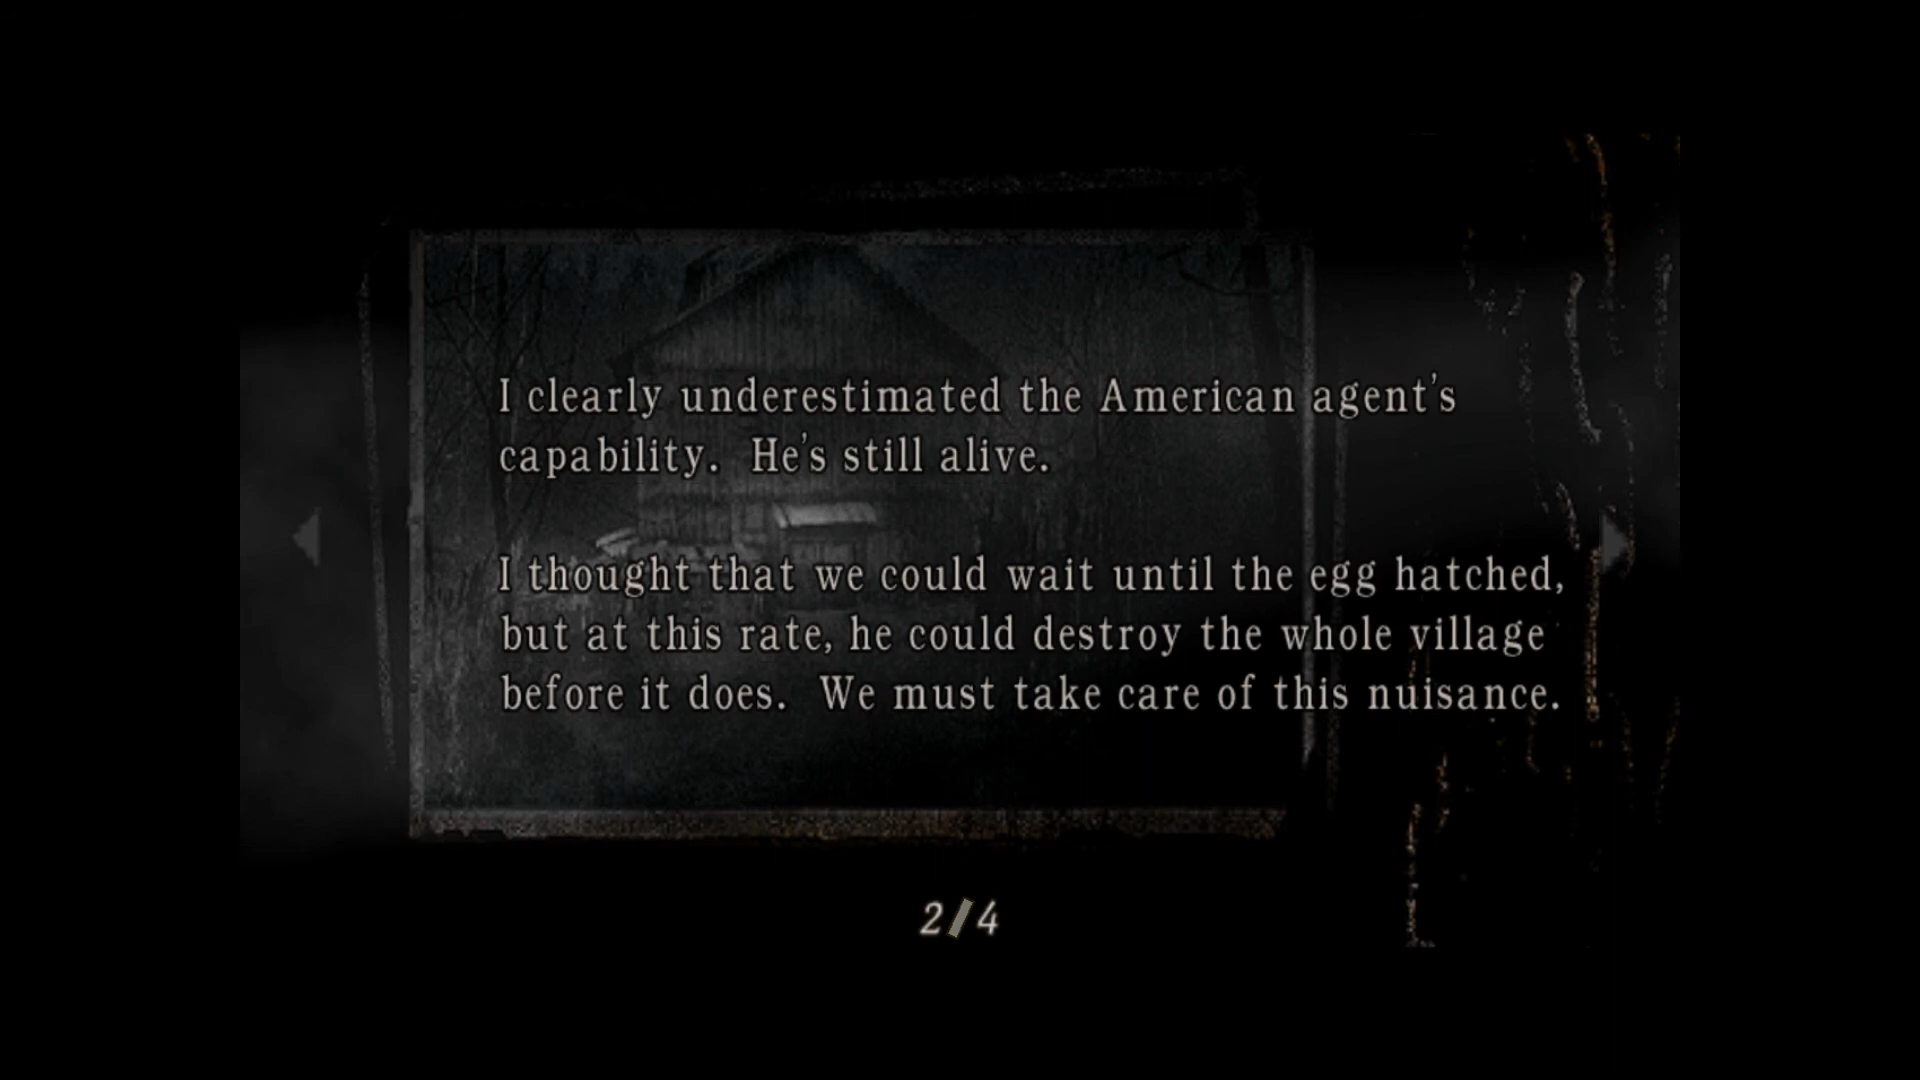 I clearly underestimated the American agent's
capability.  He's still alive.
I thought that we could wait until the egg hatched,
but at this rate, he could destroy the whole village
before it does.  We must take care of this nuisance.
2/4